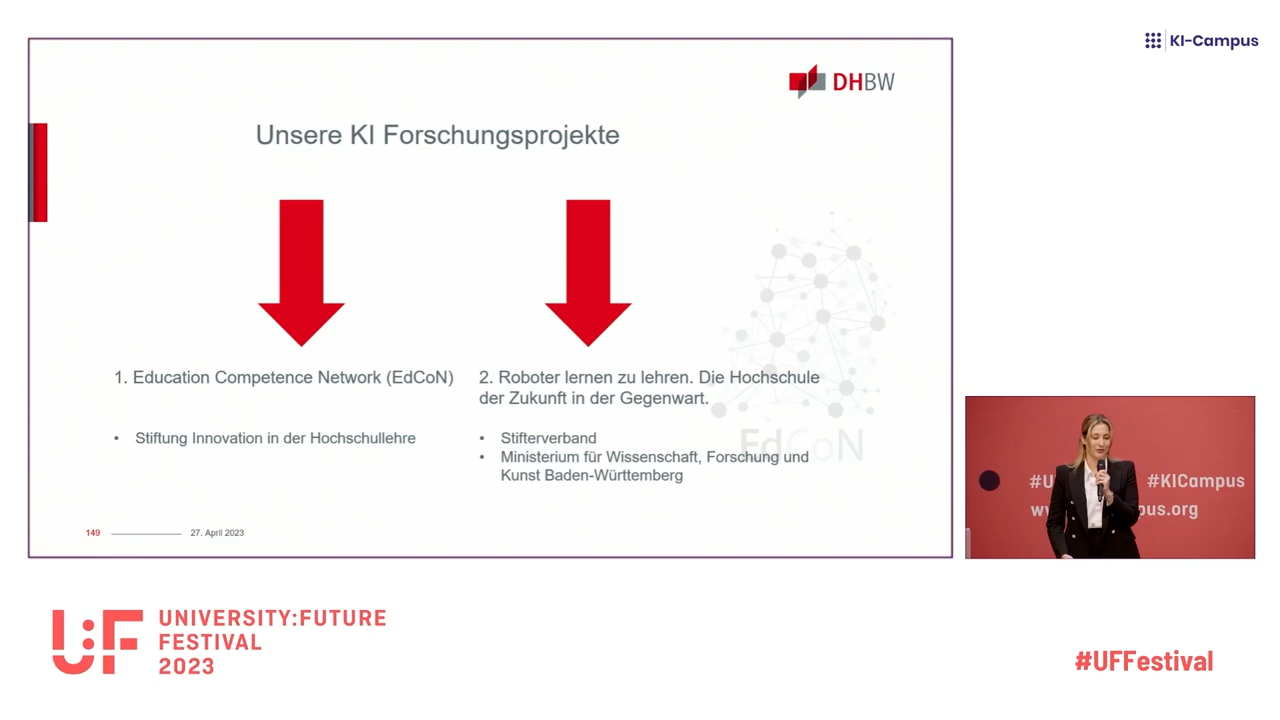 KI-Campus
DHBW
Unsere KI Forschungsprojekte
1. Education Competence Network (EdCoN)
• Stiftung Innovation in der Hochschullehre
2. Roboter lernen zu lehren. Die Hochschule
der Zukunft in der Gegenwart.
• Stifterverband
• Ministerium für Wissenschaft, Forschung und
Kunst Baden-Württemberg
EdCoN
149
27. April 2023
#KICampus
pus.org
U:F
UNIVERSITY:FUTURE
FESTIVAL
2023
#UFFestival